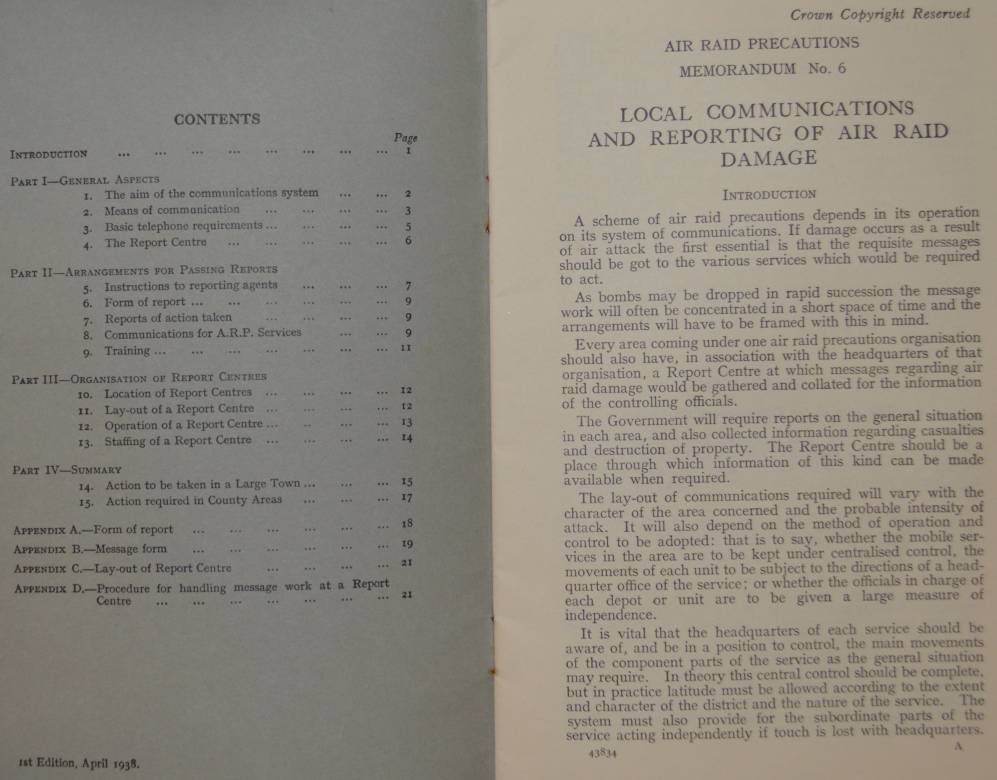 CONTENTS
Page
INTRODUCTION ... ... ... ... ... ... ... ... 1
PART I—GENERAL ASPECTS
1. The aim of the communications system ... ... 2
2. Means of communication ... ... ... ... 3
3. Basic telephone requirements ... ... ... ... 5
4. The Report Centre ... ... ... ... ... 6
PART II—ARRANGEMENTS FOR PASSING REPORTS
5. Instructions to reporting agents ... ... ... 7
6. Form of report ... ... ... ... ... ... 9
7. Reports of action taken ... ... ... ... 9
8. Communications for A.R.P. Services ... ... 9
9. Training ... ... ... ... ... ... ... 11
PART III—ORGANISATION OF REPORT CENTRES
10. Location of Report Centres ... ... ... ... 12
11. Lay-out of a Report Centre ... ... ... ... 12
12. Operation of a Report Centre ... .. ... ... 13
13. Staffing of a Report Centre ... ... ... ... 14
PART IV—SUMMARY
14. Action to be taken in a Large Town ... ... ... 15
15. Action required in County Areas ... ... ... 17
APPENDIX A.—Form of report ... ... ... ... ... ... 18
APPENDIX B.—Message form ... ... ... ... ... ... 19
APPENDIX C.—Lay-out of Report Centre ... ... ... ... 21
APPENDIX D.—Procedure for handling message work at a Report
Centre ... ... ... ... ... ... ... 21
1st Edition, April 1938.
Crown Copyright Reserved
AIR RAID PRECAUTIONS
MEMORANDUM No. 6
LOCAL COMMUNICATIONS
AND REPORTING OF AIR RAID
DAMAGE
INTRODUCTION
A scheme of air raid precautions depends in its operation
on its system of communications. If damage occurs as a result
of air attack the first essential is that the requisite messages
should be got to the various services which would be required
to act.
As bombs may be dropped in rapid succession the message
work will often be concentrated in a short space of time and the
arrangements will have to be framed with this in mind.
Every area coming under one air raid precautions organisation
should also have, in association with the headquarters of that
organisation, a Report Centre at which messages regarding air
raid damage would be gathered and collated for the information
of the controlling officials.
The Government will require reports on the general situation
in each area, and also collected information regarding casualties
and destruction of property. The Report Centre should be a
place through which information of this kind can be made
available when required.
The lay-out of communications required will vary with the
character of the area concerned and the probable intensity of
attack. It will also depend on the method of operation and
control to be adopted: that is to say, whether the mobile ser-
vices in the area are to be kept under centralised control, the
movements of each unit to be subject to the directions of a head-
quarter office of the service; or whether the officials in charge of
each depot or unit are to be given a large measure of
independence.
It is vital that the headquarters of each service should be
aware of, and be in a position to control, the main movements
of the component parts of the service as the general situation
may require. In theory this central control should be complete,
but in practice latitude must be allowed according to the extent
and character of the district and the nature of the service. The
system must also provide for the subordinate parts of the
service acting independently if touch is lost with headquarters.
43834 A